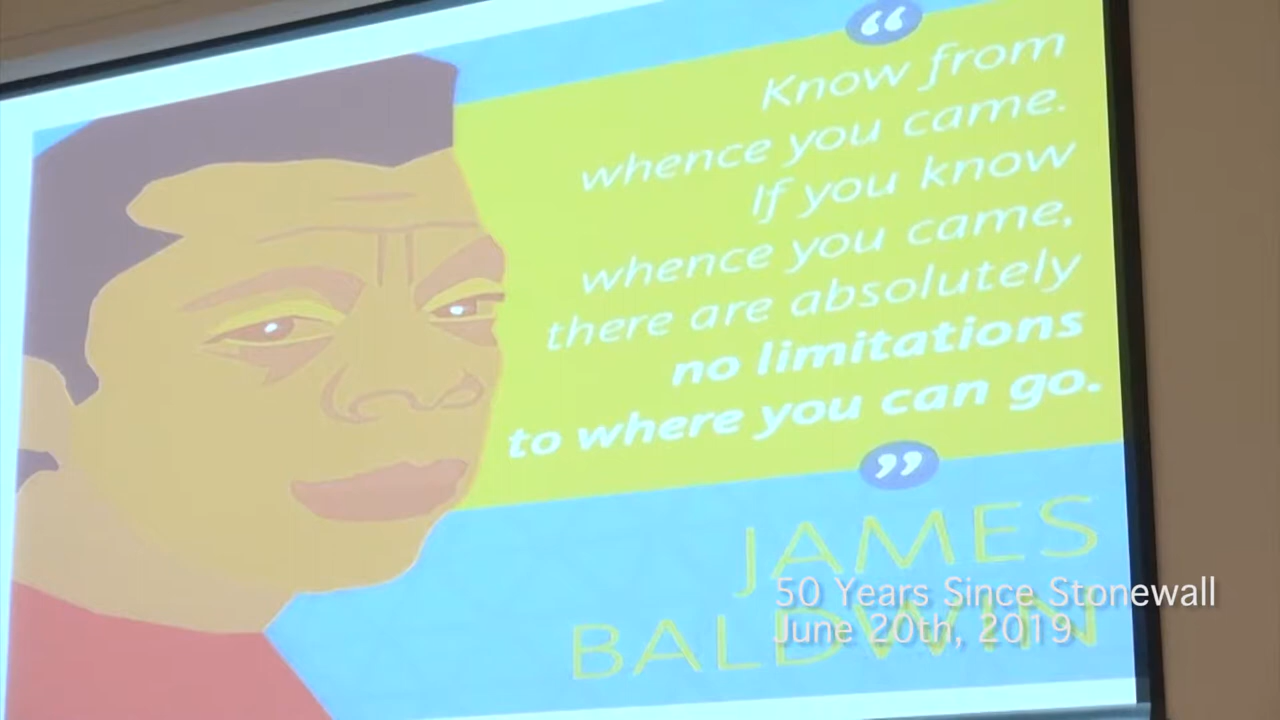 “
Know from
whence you came.
If you know
whence you came,
there are absolutely
no limitations
to where you can go.
”
JAMES
BALDWIN
50 Years Since Stonewall
June 20th, 2019